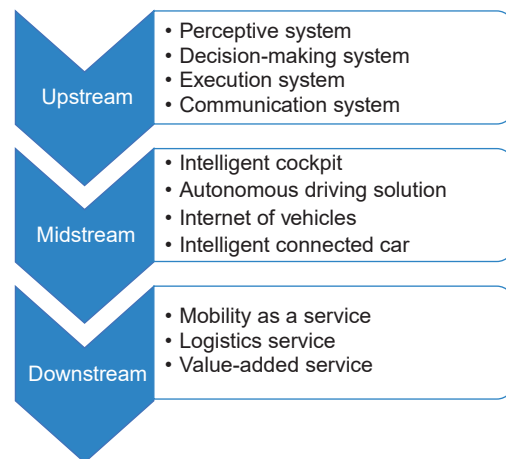 Upstream
• Perceptive system
• Decision-making system
• Execution system
• Communication system
Midstream
• Intelligent cockpit
• Autonomous driving solution
• Internet of vehicles
• Intelligent connected car
Downstream
• Mobility as a service
• Logistics service
• Value-added service